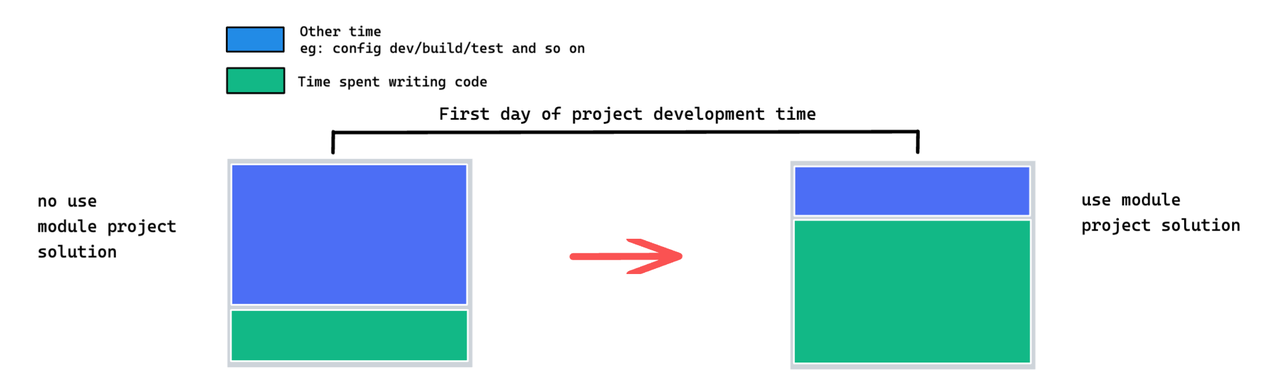 Other time
eg: config dev/build/test and so on
Time spent writing code
First day of project development time
no use
module project
solution
use module
project solution